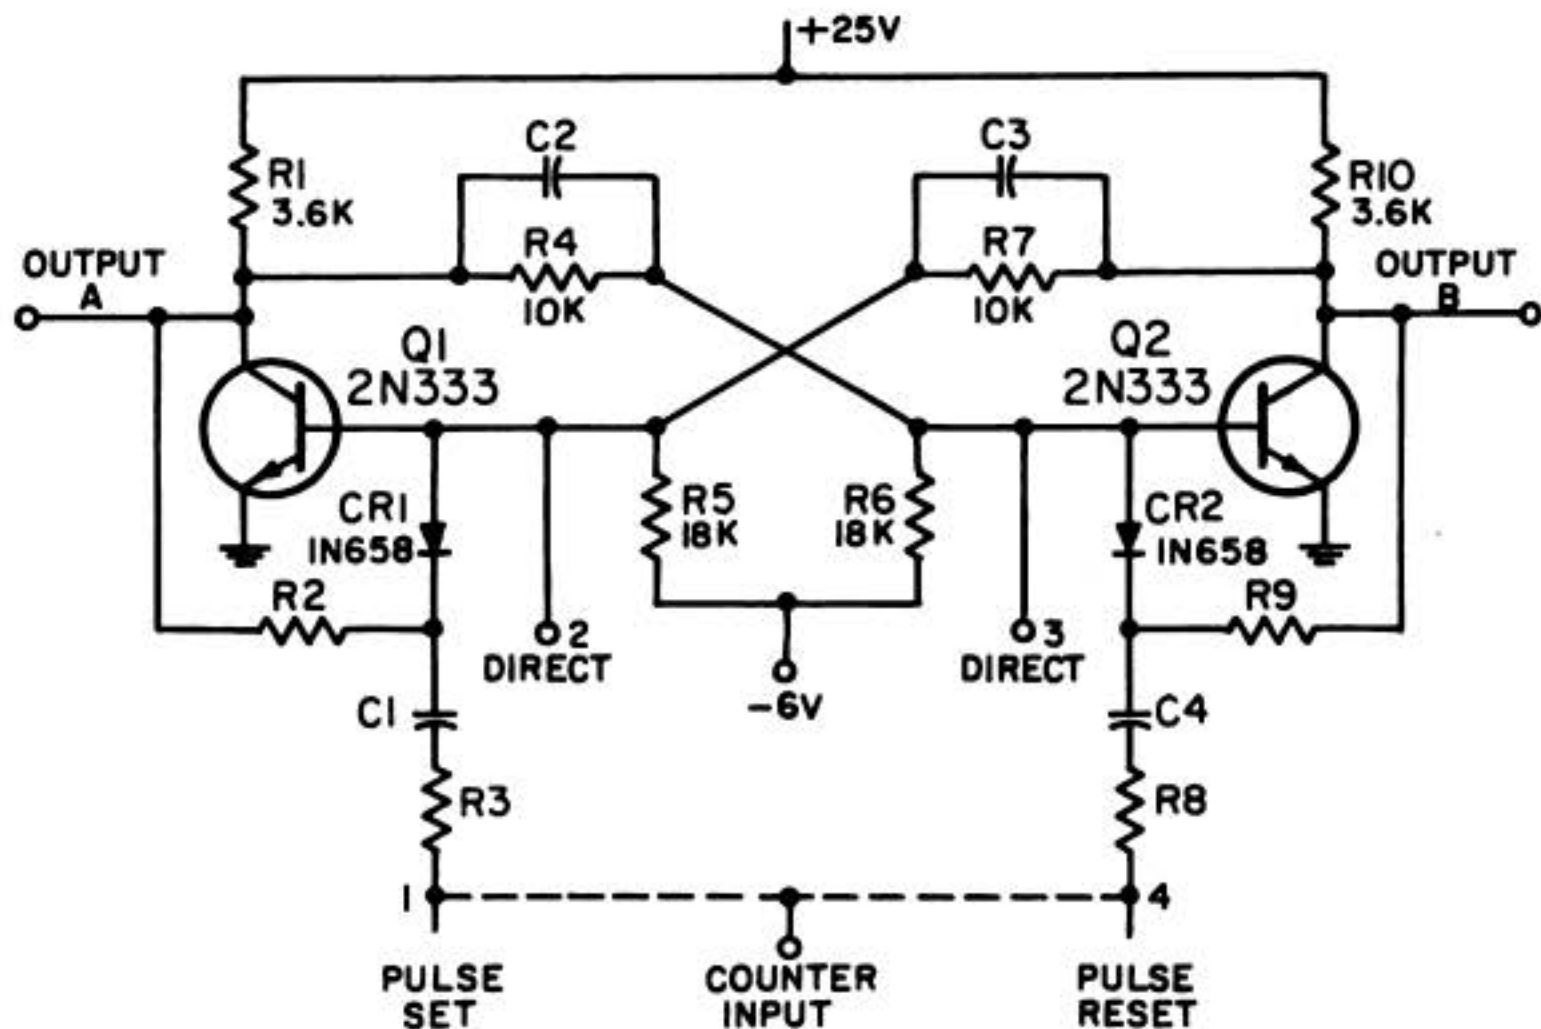 +25V
C2
C3
R1
3.6K
R10
3.6K
R4
10K
R7
10K
OUTPUT
A
OUTPUT
B
Q1
2N333
Q2
2N333
CR1
1N658
R5
18K
R6
18K
CR2
1N658
R2
R9
2
DIRECT
3
DIRECT
-6V
C1
C4
R3
R8
1
4
PULSE
SET
COUNTER
INPUT
PULSE
RESET